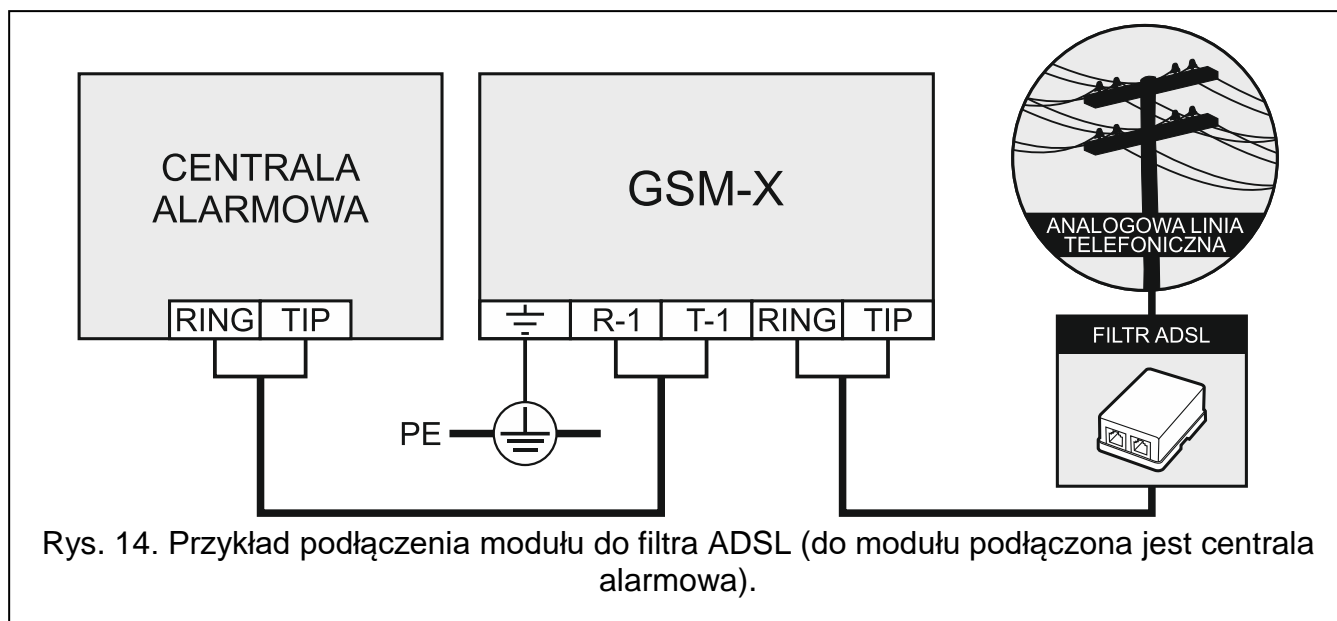 CENTRALA
ALARMOWA
RING TIP
GSM-X
R-1 T-1 RING TIP
PE
ANALOGOWA LINIA
TELEFONICZNA
FILTR ADSL
Rys. 14. Przykład podłączenia modułu do filtra ADSL (do modułu podłączona jest centrala
alarmowa).